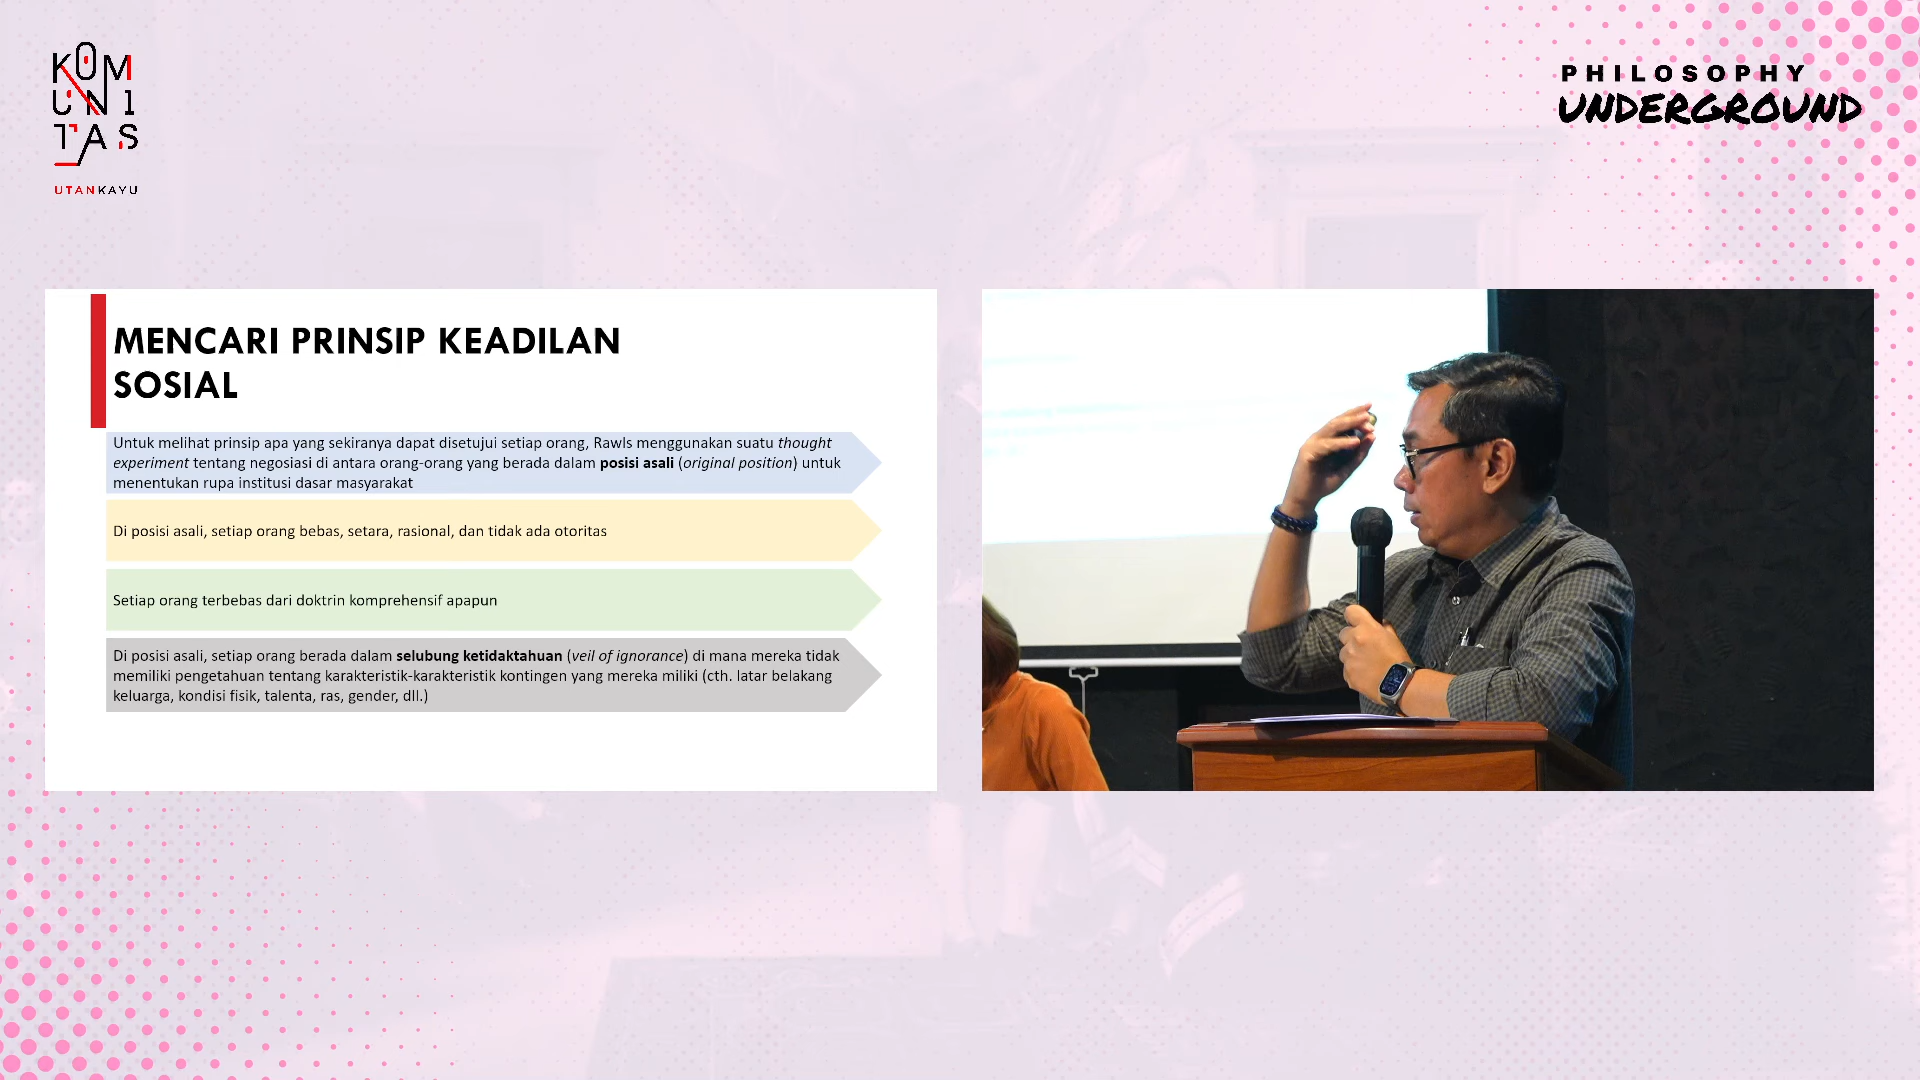 KOM
UNI
TAS
UTANKAYU
PHILOSOPHY
UNDERGROUND
MENCARI PRINSIP KEADILAN
SOSIAL
Untuk melihat prinsip apa yang sekiranya dapat disetujui setiap orang, Rawls menggunakan suatu thought
experiment tentang negosiasi di antara orang-orang yang berada dalam posisi asali (original position) untuk
menentukan rupa institusi dasar masyarakat
Di posisi asali, setiap orang bebas, setara, rasional, dan tidak ada otoritas
Setiap orang terbebas dari doktrin komprehensif apapun
Di posisi asali, setiap orang berada dalam selubung ketidaktahuan (veil of ignorance) di mana mereka tidak
memiliki pengetahuan tentang karakteristik-karakteristik kontingen yang mereka miliki (cth. latar belakang
keluarga, kondisi fisik, talenta, ras, gender, dll.)